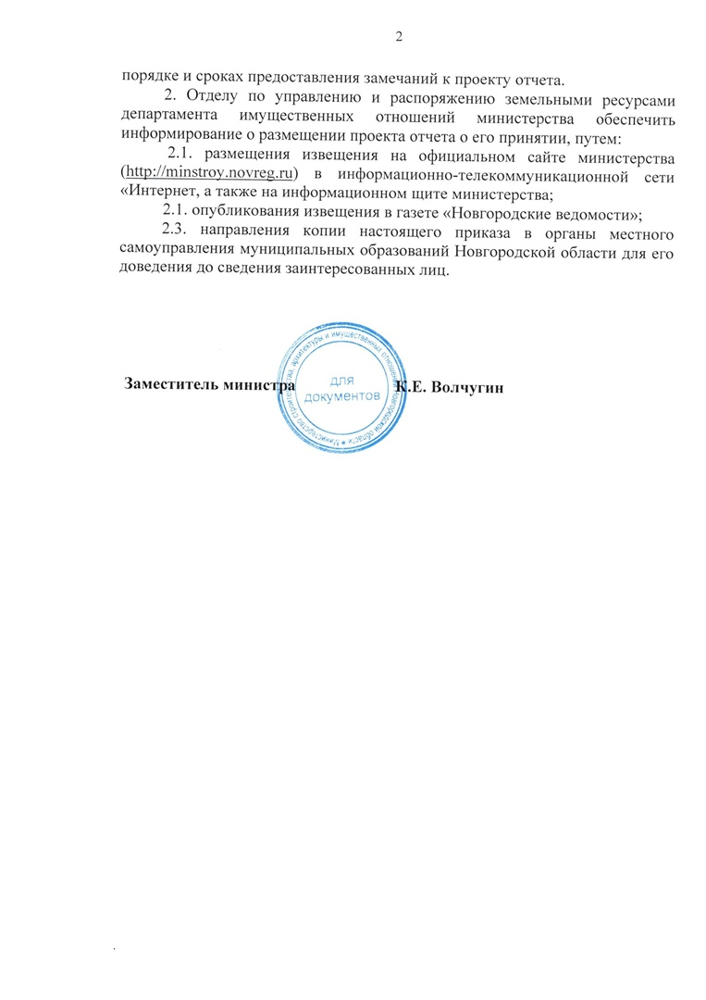 2
порядке и сроках предоставления замечаний к проекту отчета.
2. Отделу по управлению и распоряжению земельными ресурсами
департамента имущественных отношений министерства обеспечить
информирование о размещении проекта отчета о его принятии, путем:
2.1. размещения извещения на официальном сайте министерства
(http://minstroy.novreg.ru) в информационно-телекоммуникационной сети
«Интернет, а также на информационном щите министерства;
2.1. опубликования извещения в газете «Новгородские ведомости»;
2.3. направления копии настоящего приказа в органы местного
самоуправления муниципальных образований Новгородской области для его
доведения до сведения заинтересованных лиц.
Заместитель министра
К.Е. Волчугин
Министерство строительства, архитектуры и имущественных отношений Новгородской области
для
документов